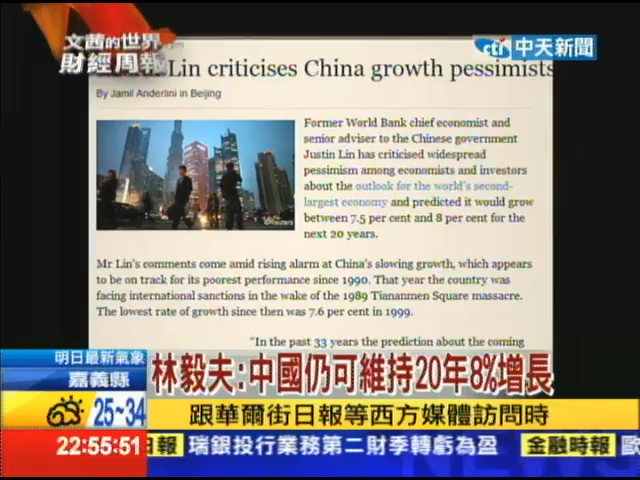 文茜的世界
財經周報
cti 中天新聞
Lin criticises China growth pessimists
By Jamil Anderlini in Beijing
Former World Bank chief economist and
senior adviser to the Chinese government
Justin Lin has criticised widespread
pessimism among economists and investors
about the outlook for the world's second-
largest economy and predicted it would grow
between 7.5 per cent and 8 per cent for the
next 20 years.
©Reuters
Mr Lin's comments come amid rising alarm at China's slowing growth, which appears
to be on track for its poorest performance since 1990. That year the country was
facing international sanctions in the wake of the 1989 Tiananmen Square massacre.
The lowest rate of growth since then was 7.6 per cent in 1999.
"In the past 33 years the prediction about the coming
明日最新氣象
嘉義縣
25~34
林毅夫:中國仍可維持20年8%增長
跟華爾街日報等西方媒體訪問時
22:55:51
日報 瑞銀投行業務第二財季轉虧為盈 金融時報 歐
NEWS